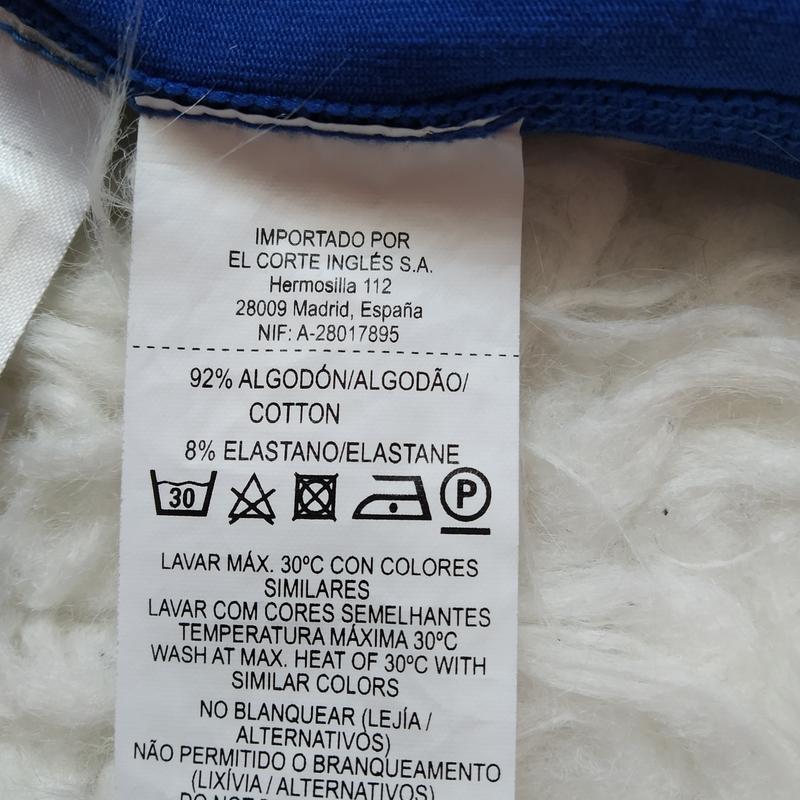 IMPORTADO POR
EL CORTE INGLÉS S.A.
Hermosilla 112
28009 Madrid, España
NIF: A-28017895
92% ALGODÓN/ALGODÃO/
COTTON
8% ELASTANO/ELASTANE
30 P
LAVAR MÁX. 30ºC CON COLORES
SIMILARES
LAVAR COM CORES SEMELHANTES
TEMPERATURA MÁXIMA 30ºC
WASH AT MAX. HEAT OF 30ºC WITH
SIMILAR COLORS
NO BLANQUEAR (LEJÍA /
ALTERNATIVOS)
NÃO PERMITIDO O BRANQUEAMENTO
(LIXÍVIA / ALTERNATIVOS)